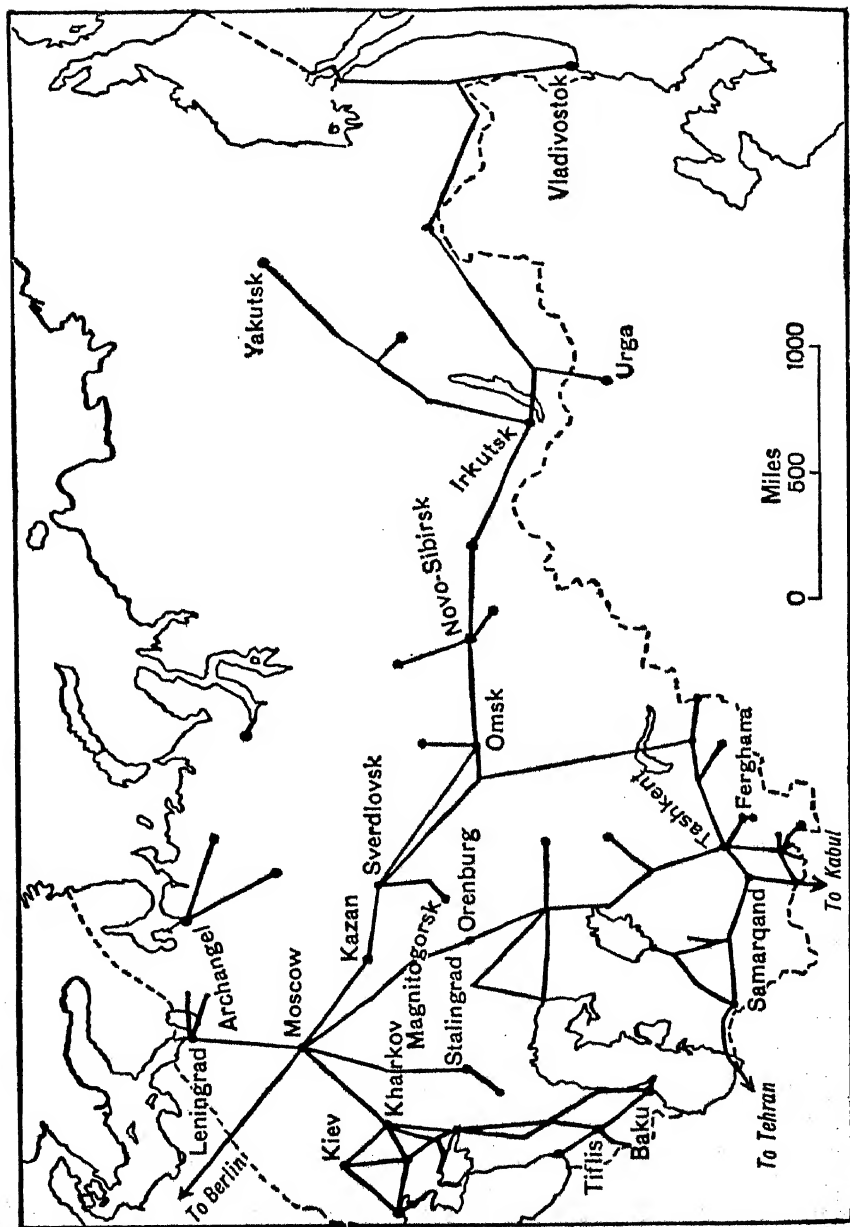 To Berlin
Leningrad
Archangel
Moscow
Kiev
Kharkov
Kazan
Sverdlovsk
Magnitogorsk
Stalingrad
Orenburg
Omsk
Novo-Sibirsk
Irkutsk
Yakutsk
Urga
Vladivostok
Tiflis
Baku
To Tehran
Samarqand
Tashkent
Ferghana
To Kabul
Miles
0 500 1000